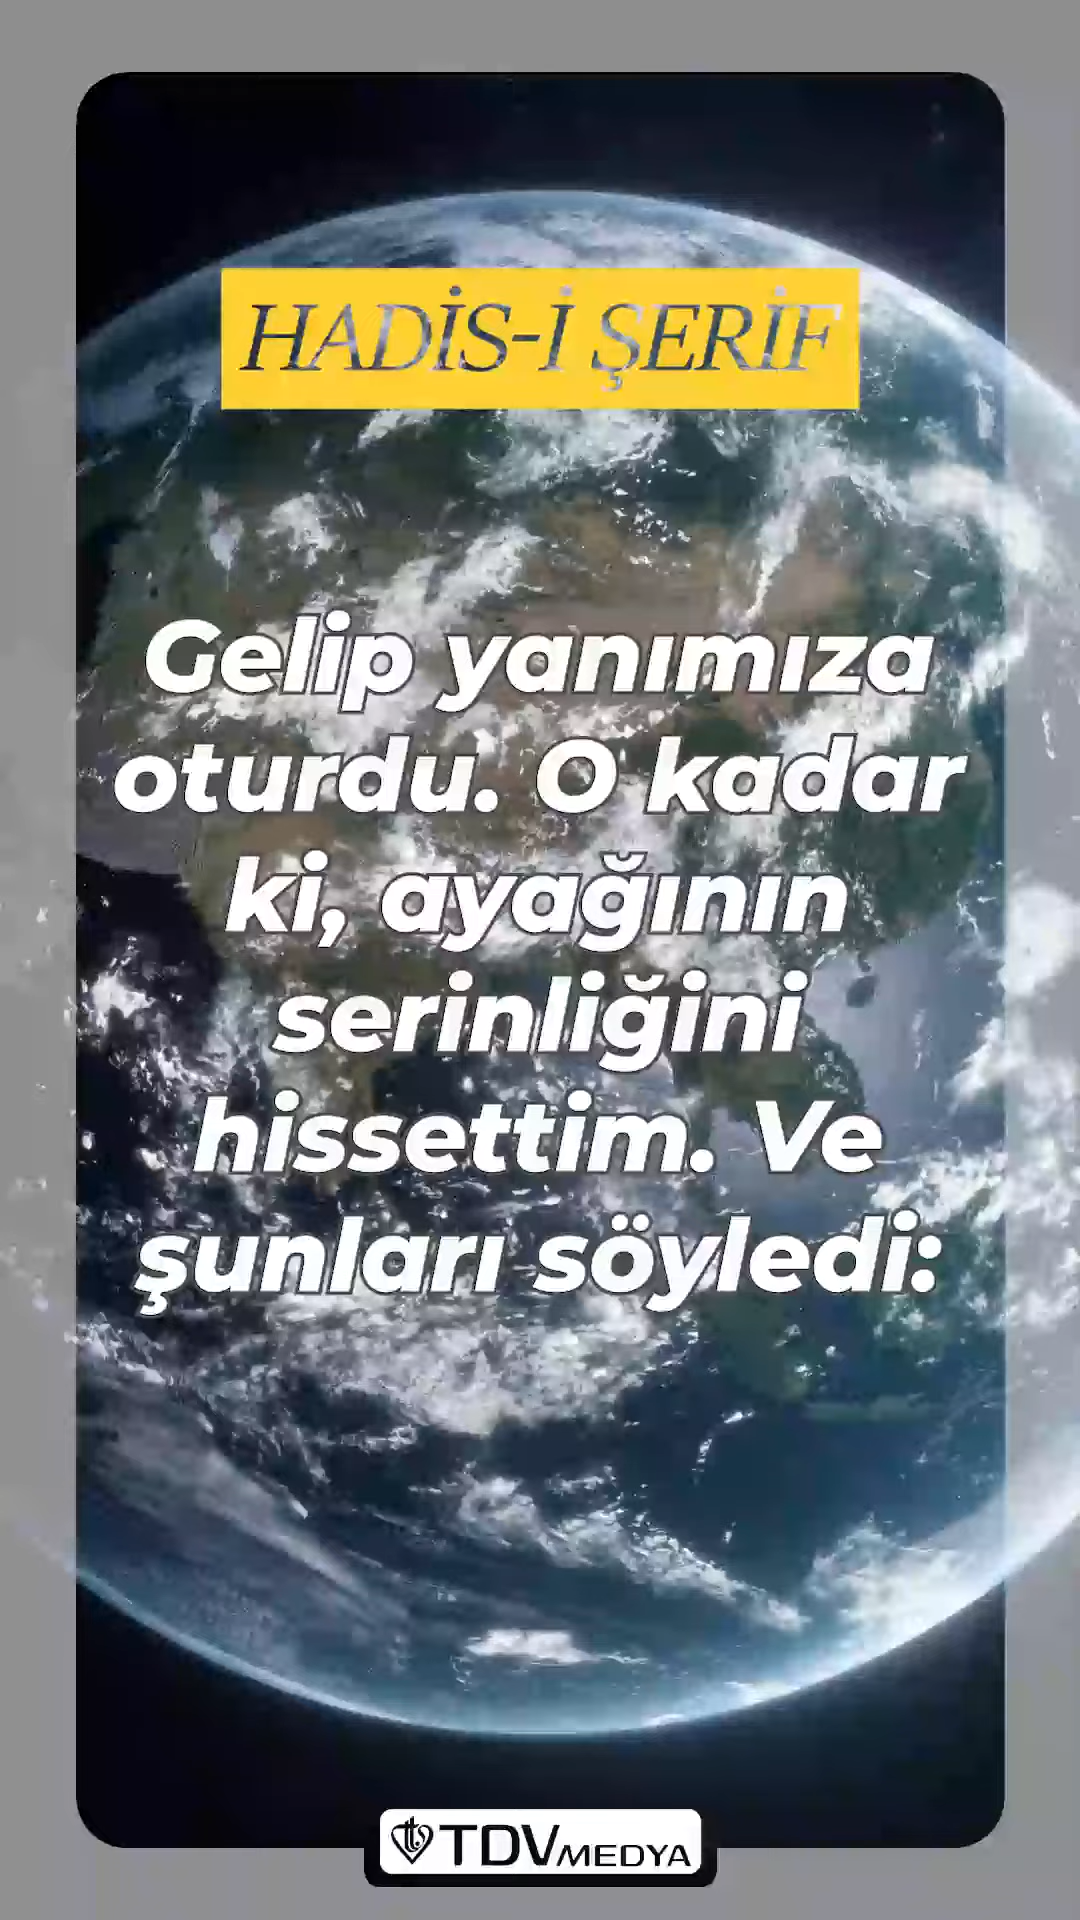 HADİS-İ ŞERİF
Gelip yanımıza
oturdu. O kadar
ki, ayağının
serinliğini
hissettim. Ve
şunları söyledi:
TDV MEDYA